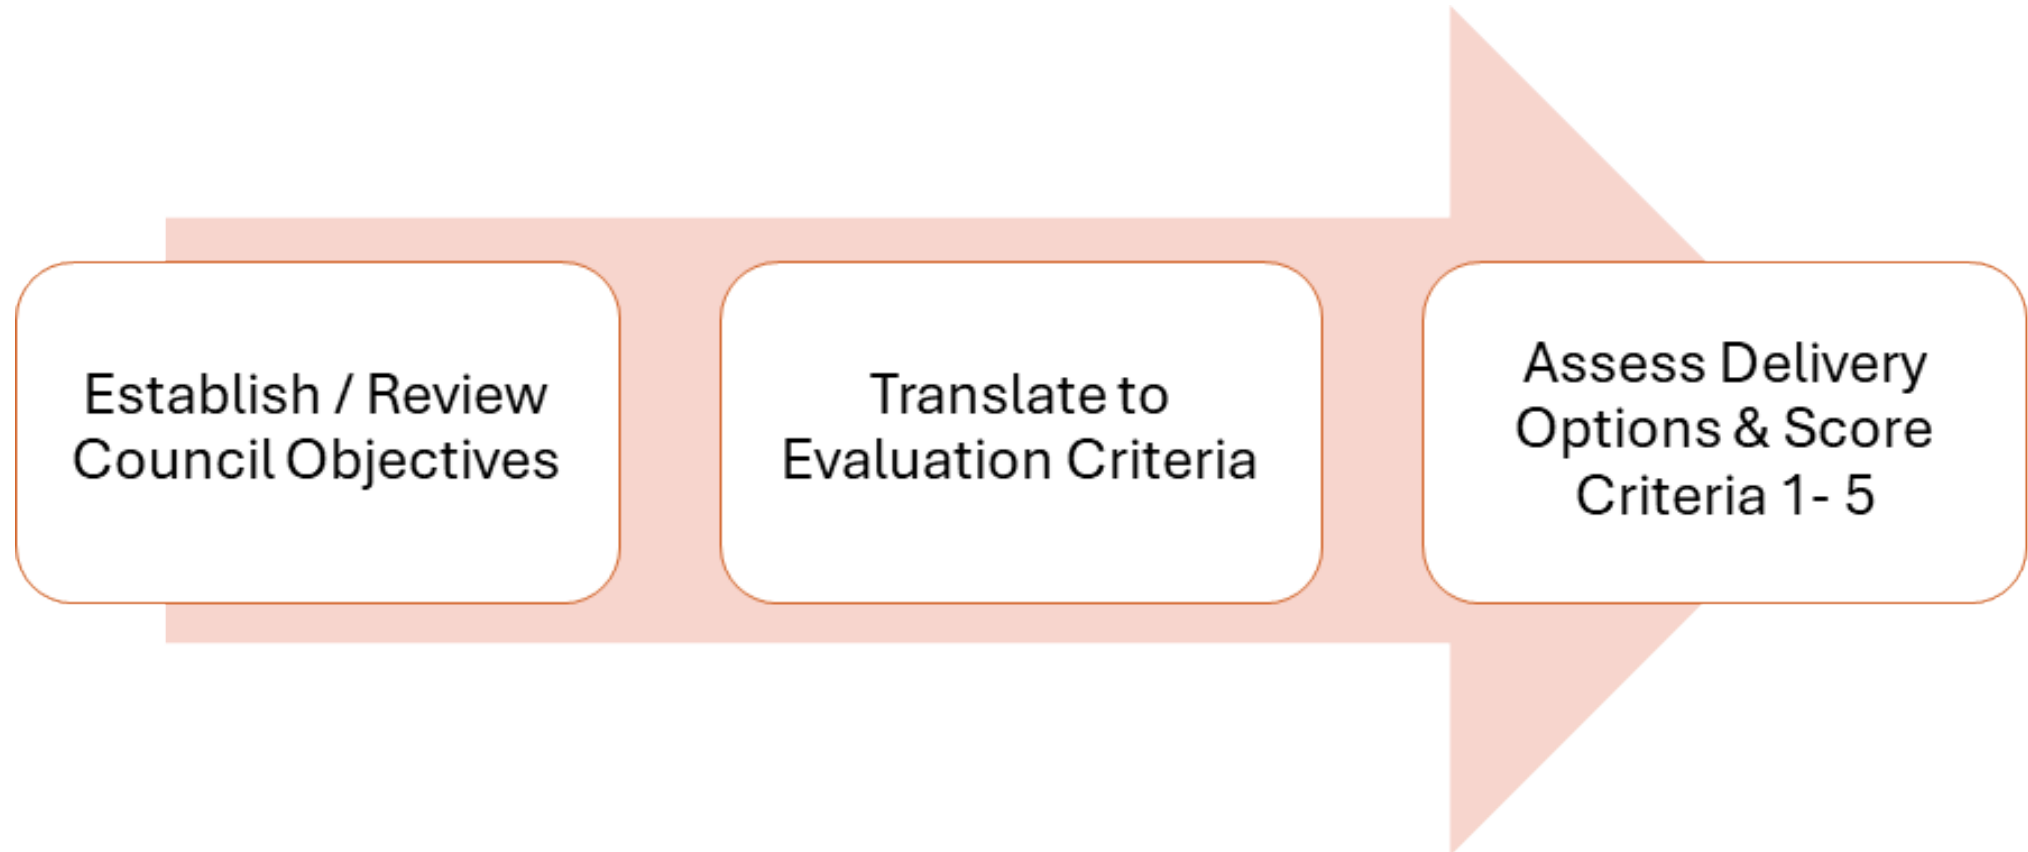 Establish / Review
Council Objectives
Translate to
Evaluation Criteria
Assess Delivery
Options & Score
Criteria 1- 5